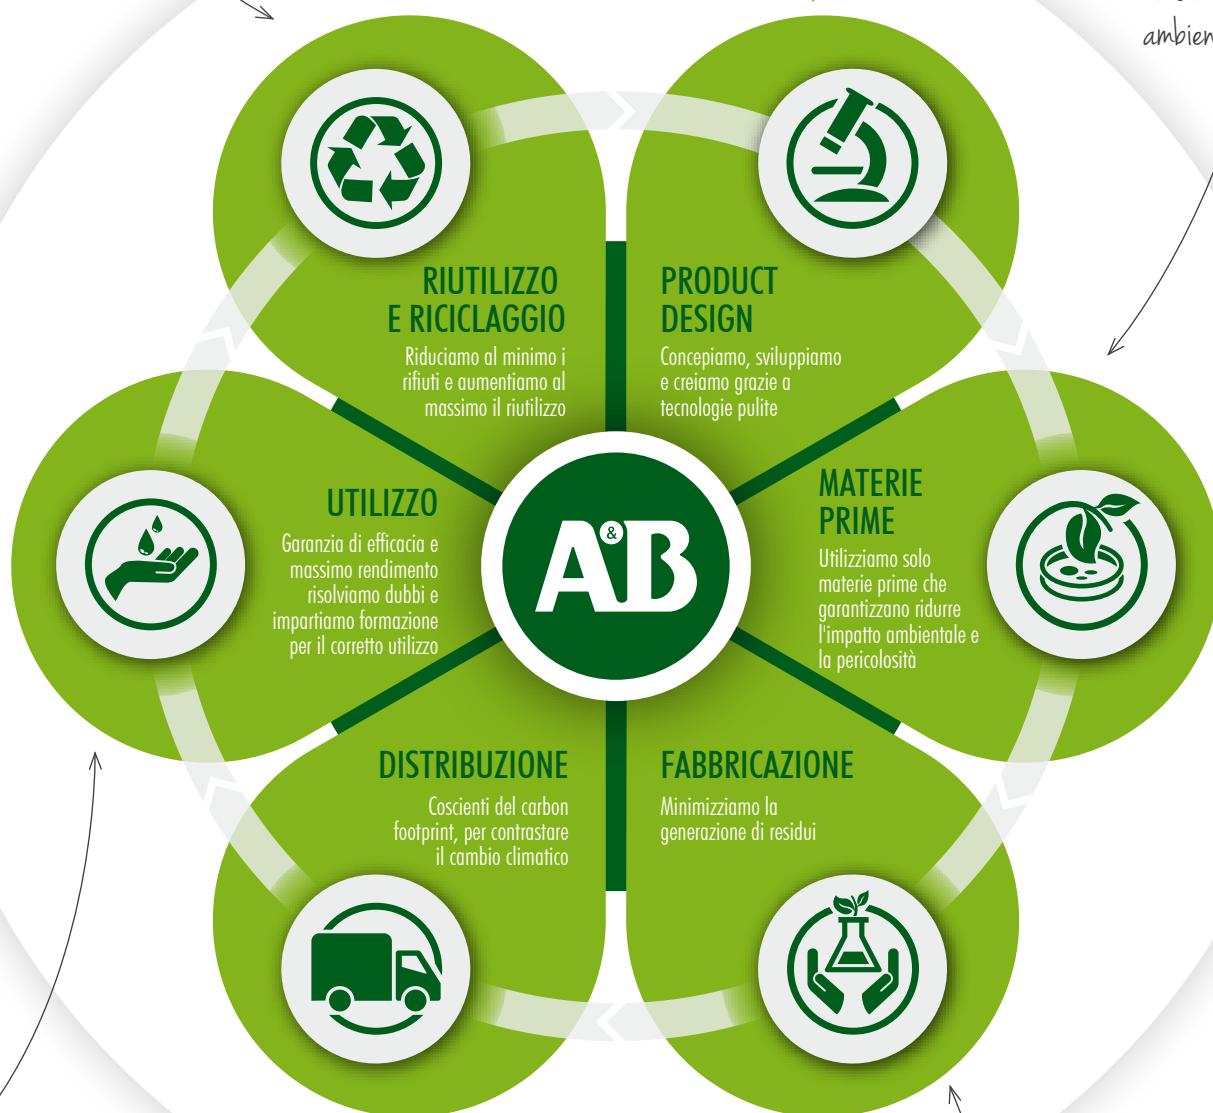 RIUTILIZZO
E RICICLAGGIO
Riduciamo al minimo i
rifiuti e aumentiamo al
massimo il riutilizzo
PRODUCT
DESIGN
Concepiamo, sviluppiamo
e creiamo grazie a
tecnologie pulite
MATERIE
PRIME
Utilizziamo solo
materie prime che
garantizzano ridurre
l'impatto ambientale e
la pericolosità
FABBRICAZIONE
Minimizziamo la
generazione di residui
DISTRIBUZIONE
Coscienti del carbon
footprint, per contrastare
il cambio climatico
UTILIZZO
Garanzia di efficacia e
massimo rendimento
risolviamo dubbi e
impartiamo formazione
per il corretto utilizzo
A&B